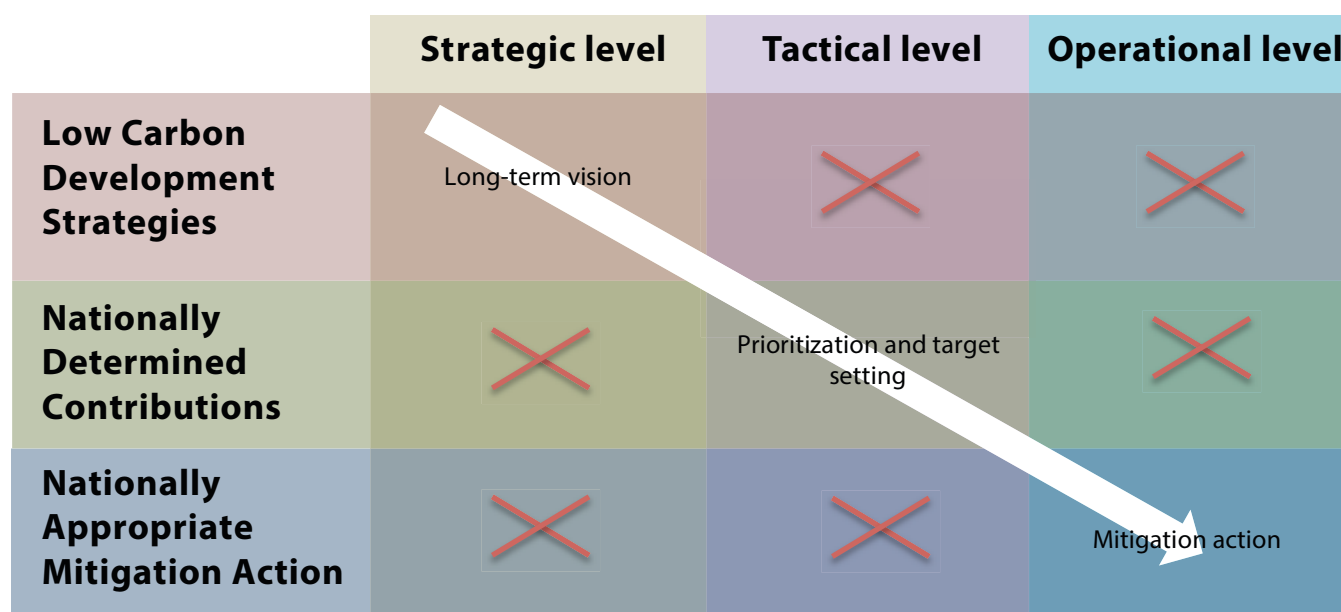 Strategic level
Tactical level
Operational level
Low Carbon
Development
Strategies
Long-term vision
Nationally
Determined
Contributions
Prioritization and target
setting
Nationally
Appropriate
Mitigation Action
Mitigation action